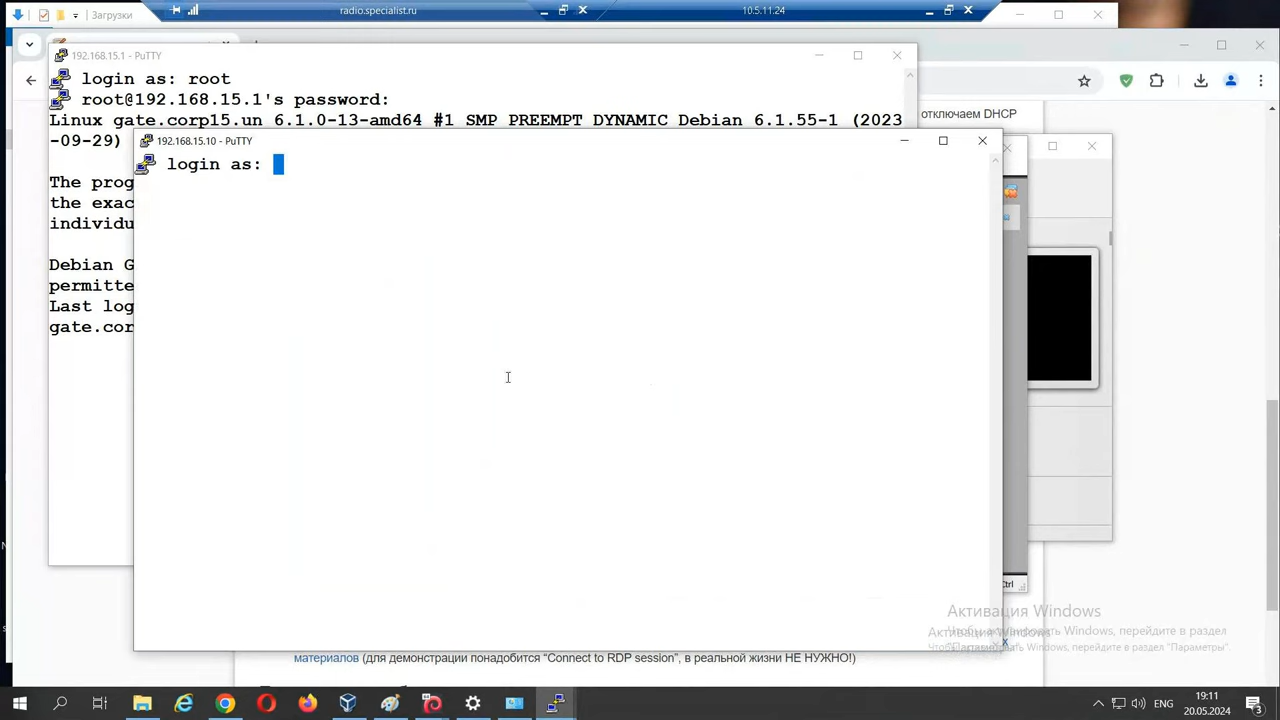 Загрузки
radio.specialist.ru
10.5.11.24
192.168.15.1 - PuTTY
login as: root
root@192.168.15.1's password:
Linux gate.corp15.un 6.1.0-13-amd64 #1 SMP PREEMPT_DYNAMIC Debian 6.1.55-1 (2023
-09-29)
отключаем DHCP
192.168.15.10 - PuTTY
login as:
The prog
the exac
individu
Debian G
permitte
Last log
gate.cor
Ctrl
Активация Windows
Чтобы активировать Windows, перейдите в раздел
"Параметры".
материалов (для демонстрации понадобится “Connect to RDP session”, в реальной жизни НЕ НУЖНО!)
ENG
19:11
20.05.2024
3